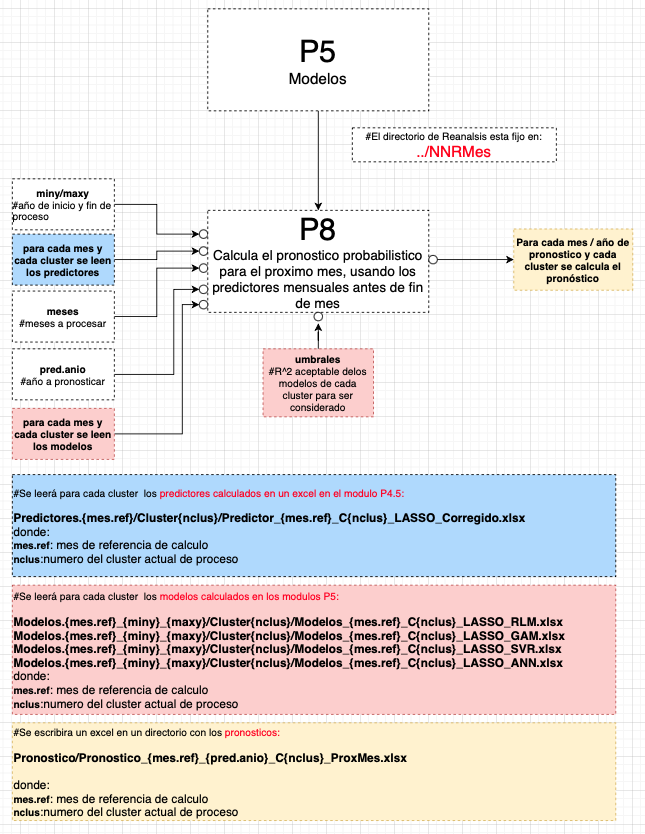 P5
Modelos
#El directorio de Reanalsis esta fijo en:
../NNRMes
miny/maxy
#año de inicio y fin de
proceso
para cada mes y
cada cluster se leen
los predictores
meses
#meses a procesar
pred.anio
#año a pronosticar
para cada mes y
cada cluster se leen
los modelos
P8
Calcula el pronostico probabilistico
para el proximo mes, usando los
predictores mensuales antes de fin
de mes
Para cada mes / año de
pronostico y cada
cluster se calcula el
pronóstico
umbrales
#R^2 aceptable delos
modelos de cada
cluster para ser
considerado
#Se leerá para cada cluster los predictores calculados en un excel en el modulo P4.5:
Predictores.{mes.ref}/Cluster{nclus}/Predictor_{mes.ref}_C{nclus}_LASSO_Corregido.xlsx
donde:
mes.ref: mes de referencia de calculo
nclus:numero del cluster actual de proceso
#Se leerá para cada cluster los modelos calculados en los modulos P5:
Modelos.{mes.ref}_{miny}_{maxy}/Cluster{nclus}/Modelos_{mes.ref}_C{nclus}_LASSO_RLM.xlsx
Modelos.{mes.ref}_{miny}_{maxy}/Cluster{nclus}/Modelos_{mes.ref}_C{nclus}_LASSO_GAM.xlsx
Modelos.{mes.ref}_{miny}_{maxy}/Cluster{nclus}/Modelos_{mes.ref}_C{nclus}_LASSO_SVR.xlsx
Modelos.{mes.ref}_{miny}_{maxy}/Cluster{nclus}/Modelos_{mes.ref}_C{nclus}_LASSO_ANN.xlsx
donde:
mes.ref: mes de referencia de calculo
nclus:numero del cluster actual de proceso
#Se escribira un excel en un directorio con los pronosticos:
Pronostico/Pronostico_{mes.ref}_{pred.anio}_C{nclus}_ProxMes.xlsx
donde:
mes.ref: mes de referencia de calculo
nclus:numero del cluster actual de proceso